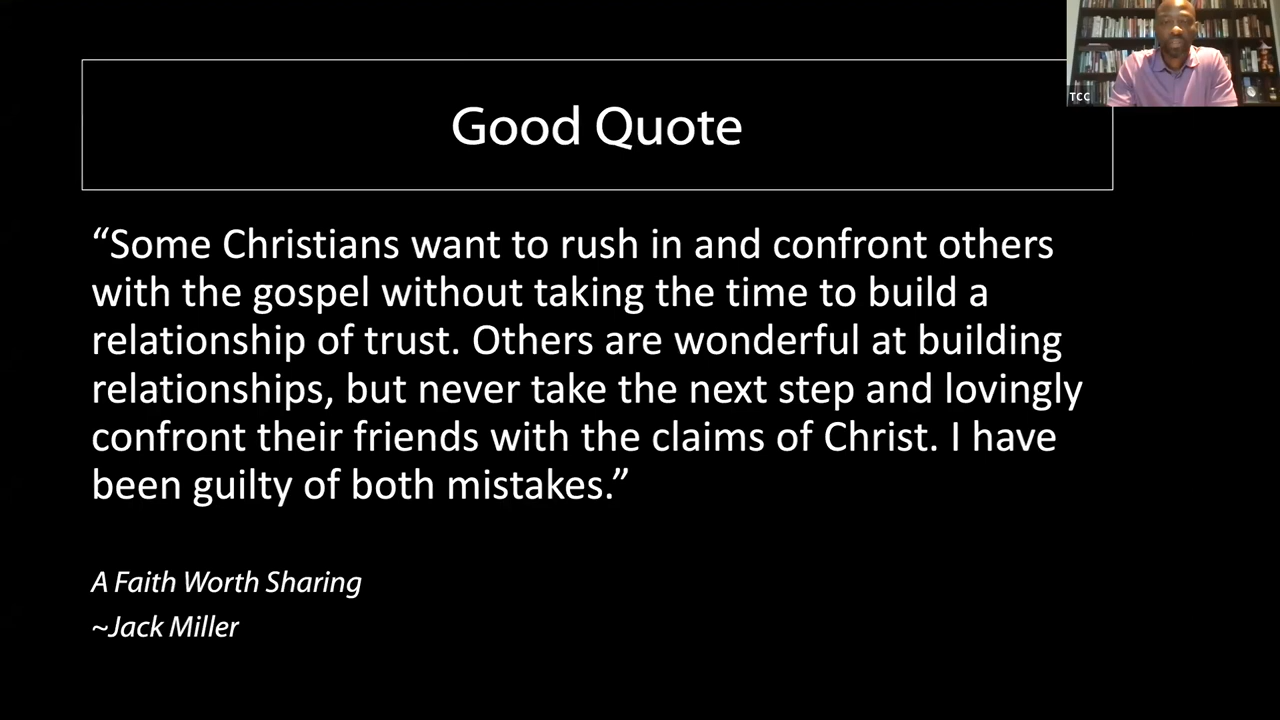 TCC
Good Quote
“Some Christians want to rush in and confront others
with the gospel without taking the time to build a
relationship of trust. Others are wonderful at building
relationships, but never take the next step and lovingly
confront their friends with the claims of Christ. I have
been guilty of both mistakes.”
A Faith Worth Sharing
~Jack Miller